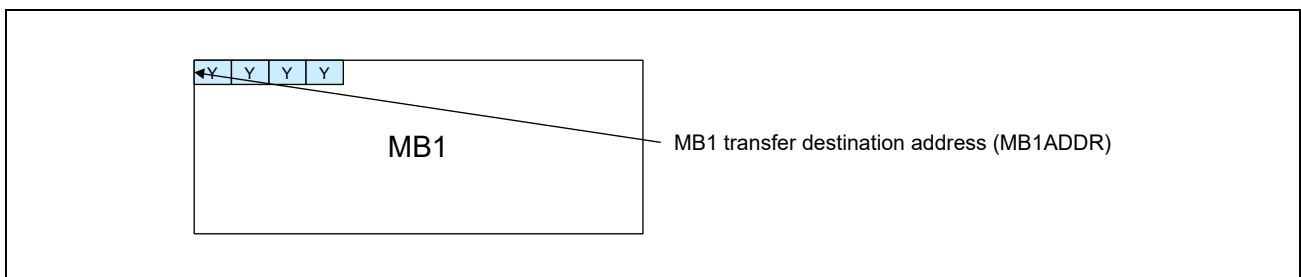 Y Y Y Y
MB1 transfer destination address (MB1ADDR)
MB1